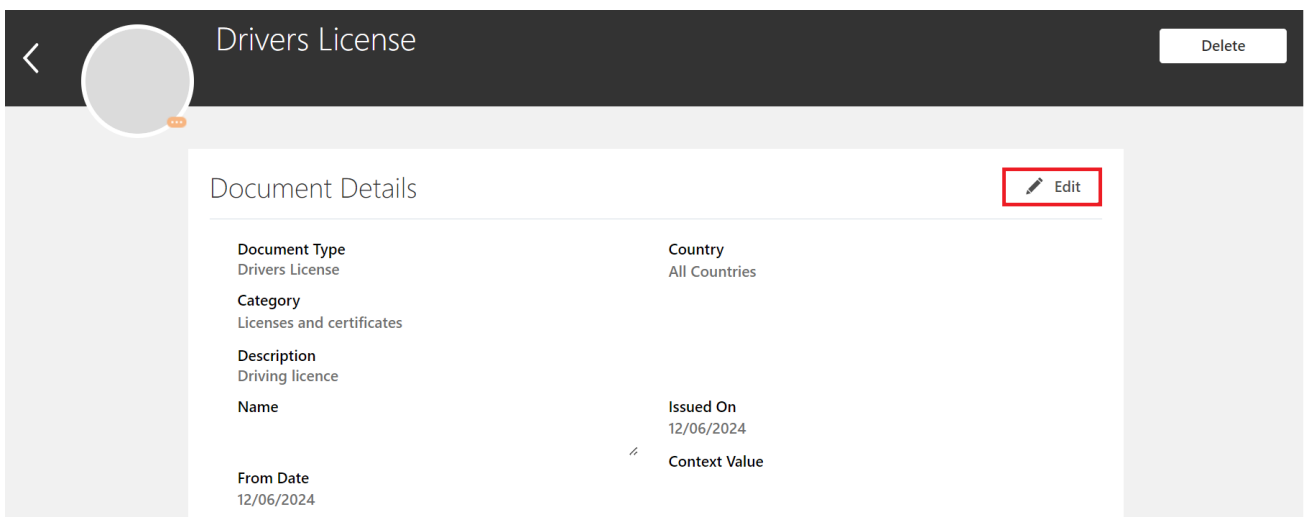 Drivers License
Delete
Document Details
Edit
Document Type
Drivers License
Country
All Countries
Category
Licenses and certificates
Description
Driving licence
Name
Issued On
12/06/2024
Context Value
From Date
12/06/2024